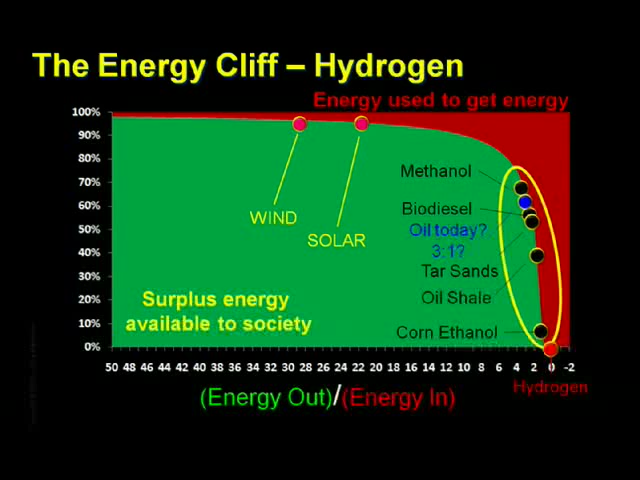 The Energy Cliff – Hydrogen
Energy used to get energy
100%
90%
80%
70%
60%
50%
40%
30%
20%
10%
0%
Methanol
Biodiesel
Oil today?
3:1?
Tar Sands
Oil Shale
Corn Ethanol
WIND
SOLAR
Surplus energy
available to society
50 48 46 44 42 40 38 36 34 32 30 28 26 24 22 20 18 16 14 12 10 8 6 4 2 0 -2
Hydrogen
(Energy Out)/(Energy In)